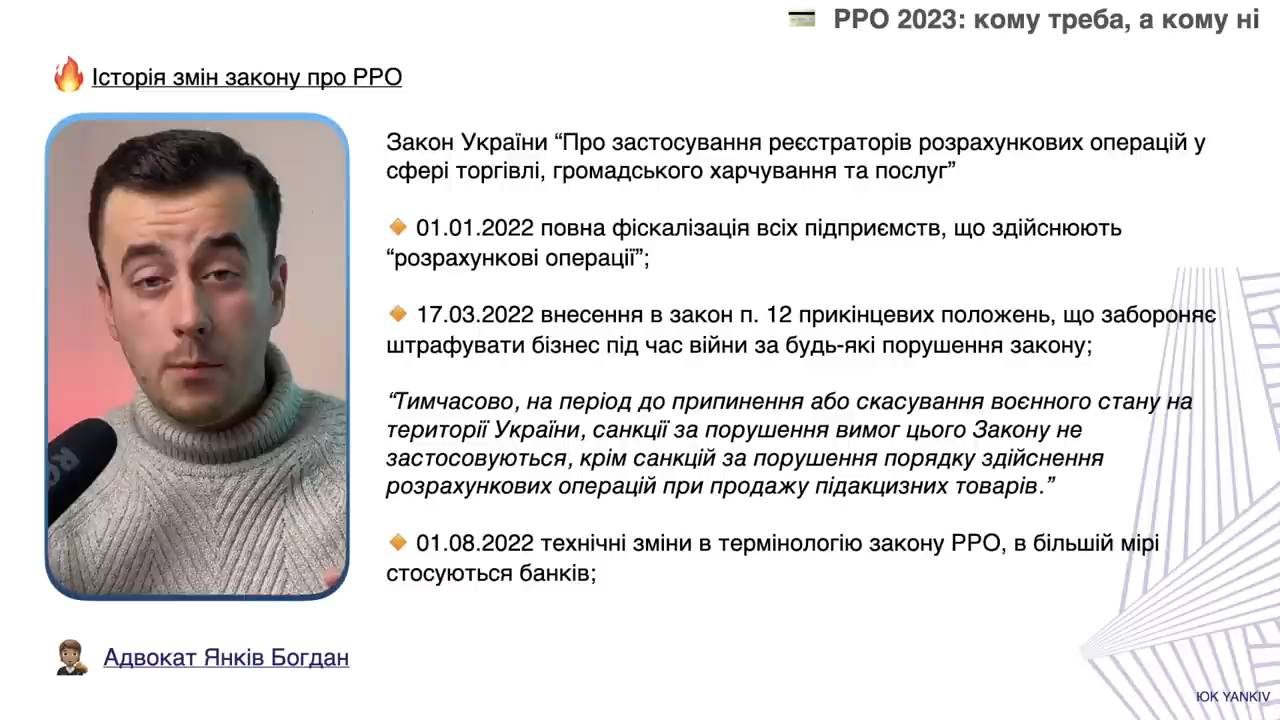 РРО 2023: кому треба, а кому ні
Історія змін закону про РРО
Закон України “Про застосування реєстраторів розрахункових операцій у
сфері торгівлі, громадського харчування та послуг”
01.01.2022 повна фіскалізація всіх підприємств, що здійснюють
“розрахункові операції”;
17.03.2022 внесення в закон п. 12 прикінцевих положень, що забороняє
штрафувати бізнес під час війни за будь-які порушення закону;
“Тимчасово, на період до припинення або скасування воєнного стану на
території України, санкції за порушення вимог цього Закону не
застосовуються, крім санкцій за порушення порядку здійснення
розрахункових операцій при продажу підакцизних товарів.”
01.08.2022 технічні зміни в термінологію закону РРО, в більшій мірі
стосуються банків;
Адвокат Янків Богдан
ЮК YANKIV